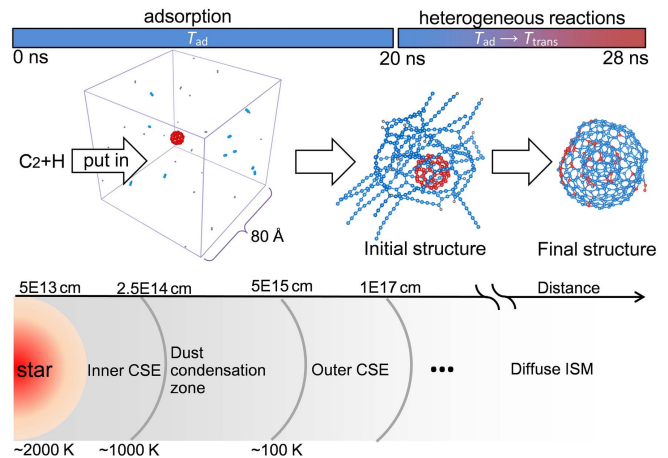 adsorption
heterogeneous reactions
T_ad
T_ad → T_trans
0 ns
20 ns
28 ns
C2+H
put in
80 Å
Initial structure
Final structure
5E13 cm
2.5E14 cm
5E15 cm
1E17 cm
Distance
star
Inner CSE
Dust
condensation
zone
Outer CSE
...
Diffuse ISM
~2000 K
~1000 K
~100 K